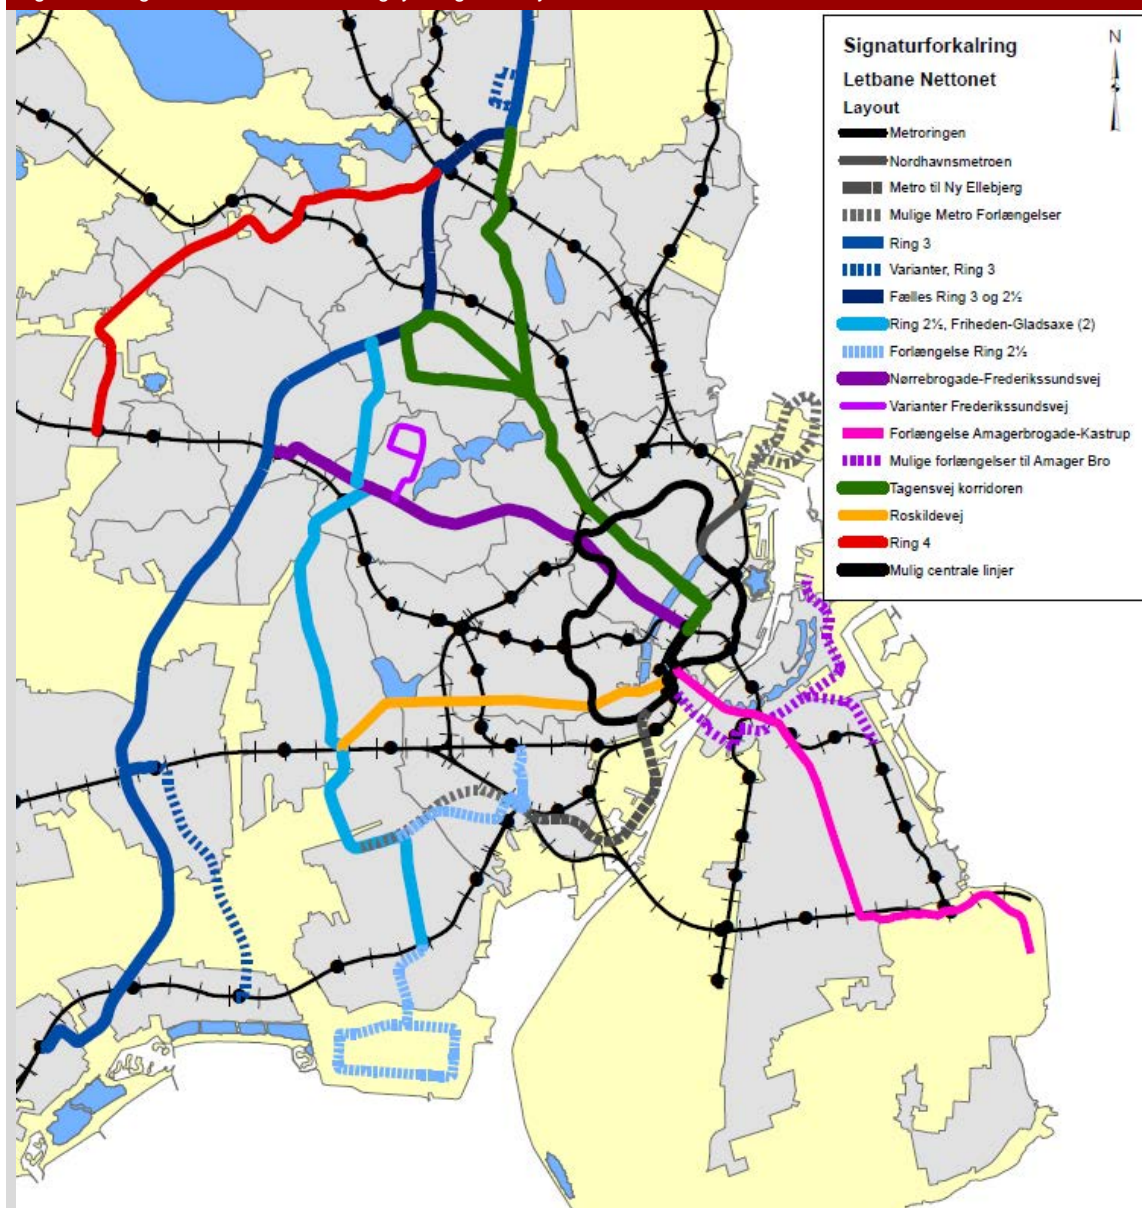 Signaturforkalring
N
Letbane Nettonet
Layout
Metroringen
Nordhavnsmetroen
Metro til Ny Ellebjerg
Mulige Metro Forlængelser
Ring 3
Varianter, Ring 3
Fælles Ring 3 og 2½
Ring 2½, Friheden-Gladsaxe (2)
Forlængelse Ring 2½
Nørrebrogade-Frederikssundsvej
Varianter Frederikssundsvej
Forlængelse Amagerbrogade-Kastrup
Mulige forlængelser til Amager Bro
Tagensvej korridoren
Roskildevej
Ring 4
Mulig centrale linjer